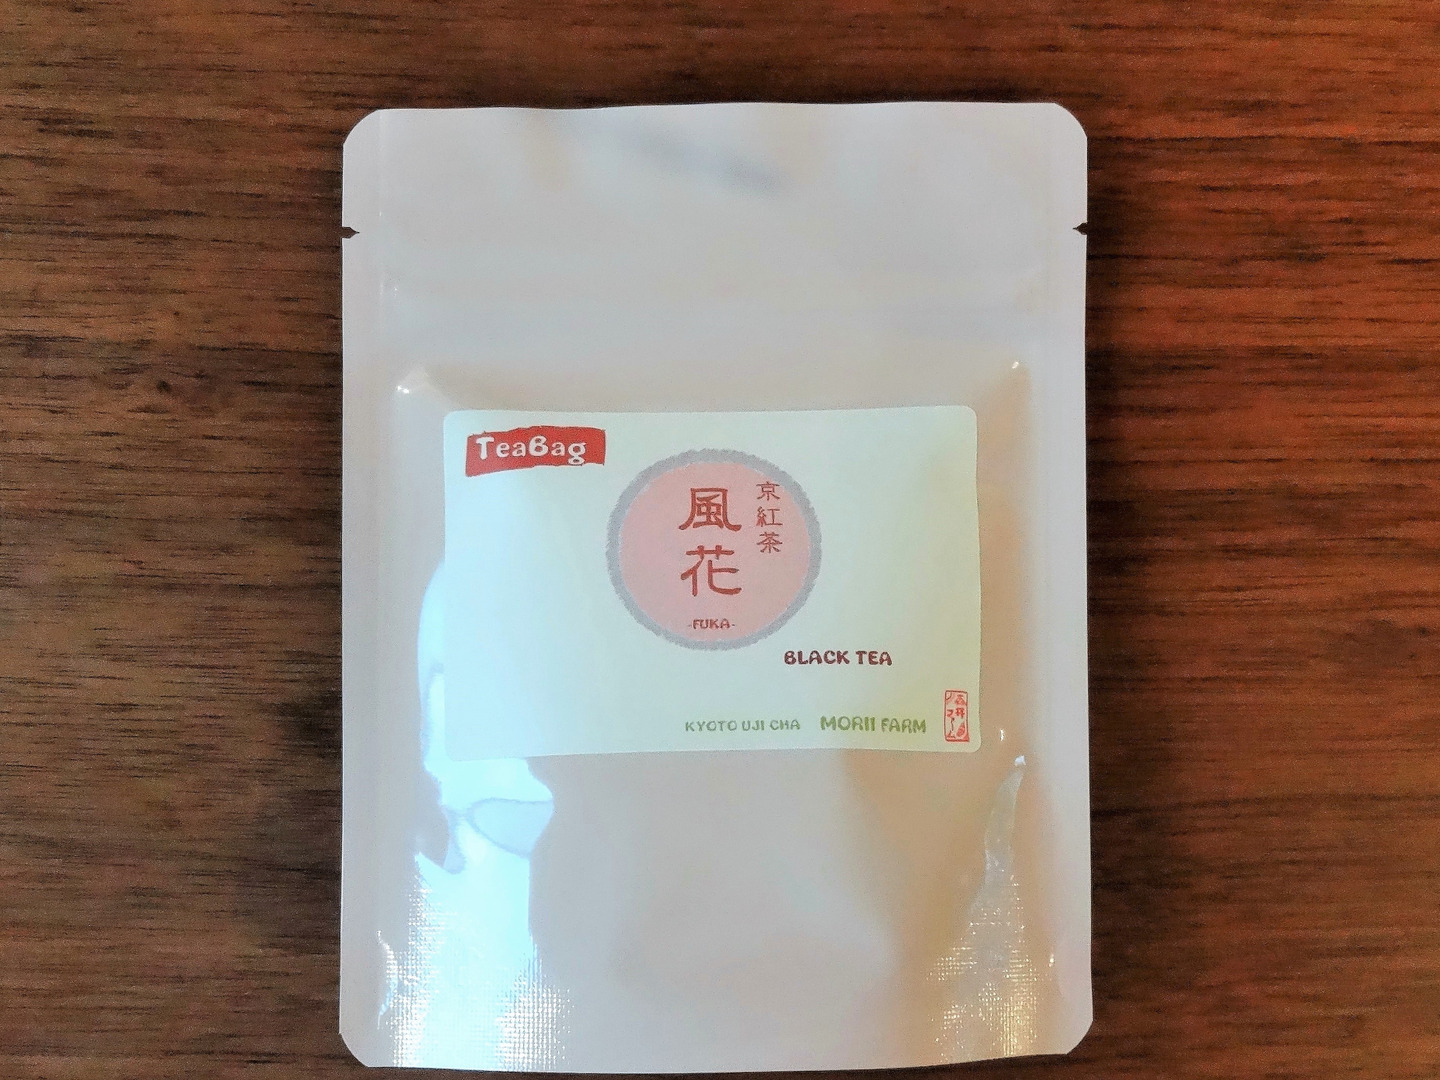 TeaBag
京紅茶
風花
-FUKA-
BLACK TEA
KYOTO UJI CHA MORII FARM